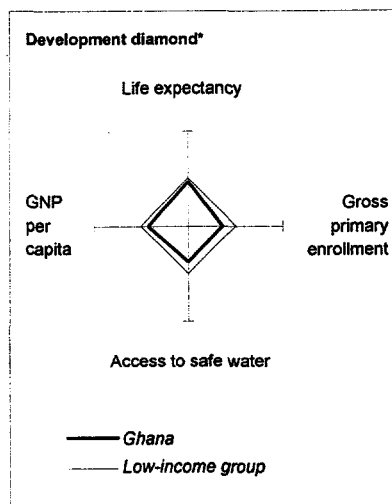 Development diamond*
Life expectancy
GNP
per
capita
Gross
primary
enrollment
Access to safe water
Ghana
Low-income group